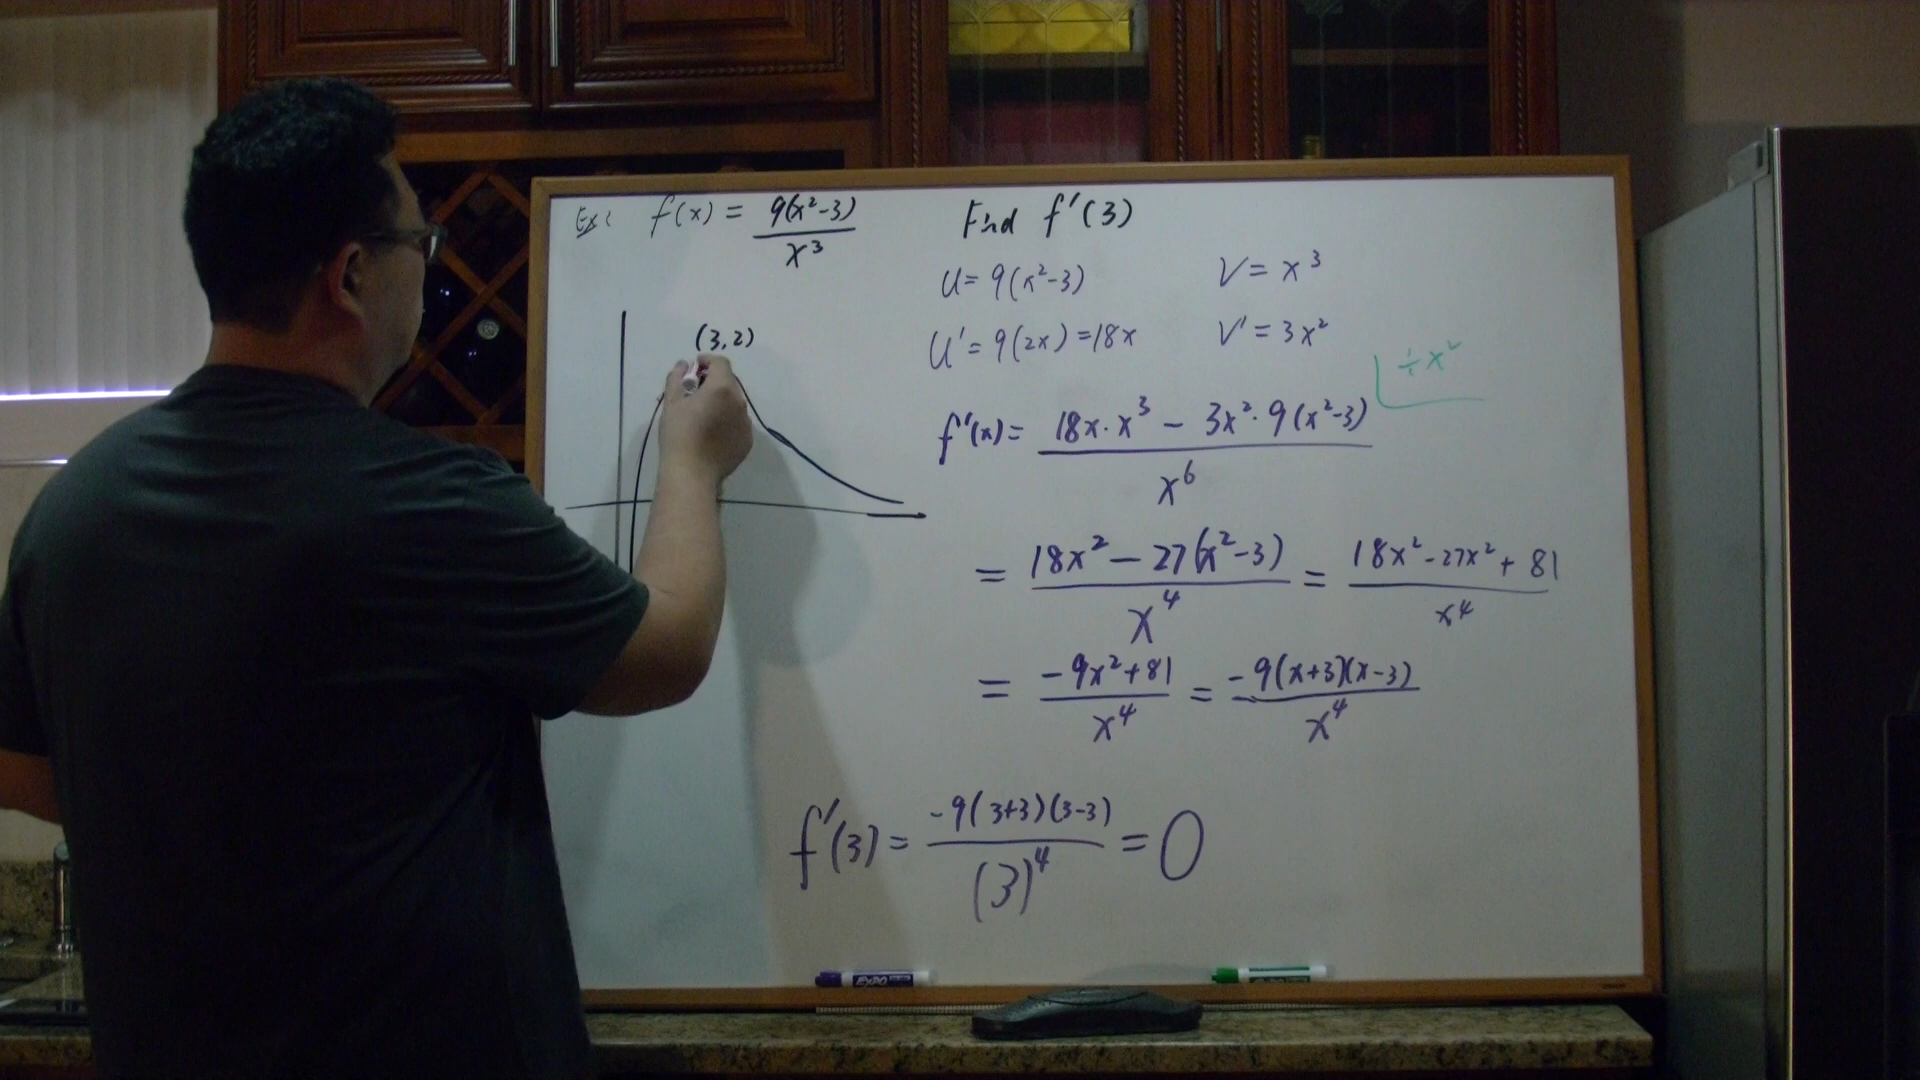 Ex: f(x) = 9(x²-3) / x³
Find f'(3)
U = 9(x²-3)
V = x³
U' = 9(2x) = 18x
V' = 3x²
(3,2)
÷ x²
f'(x) = 18x·x³ - 3x²·9(x²-3) / x⁶
= 18x² - 27(x²-3) / x⁴ = 18x² - 27x² + 81 / x⁴
= -9x² + 81 / x⁴ = -9(x+3)(x-3) / x⁴
f'(3) = -9(3+3)(3-3) / (3)⁴ = 0
EXPO